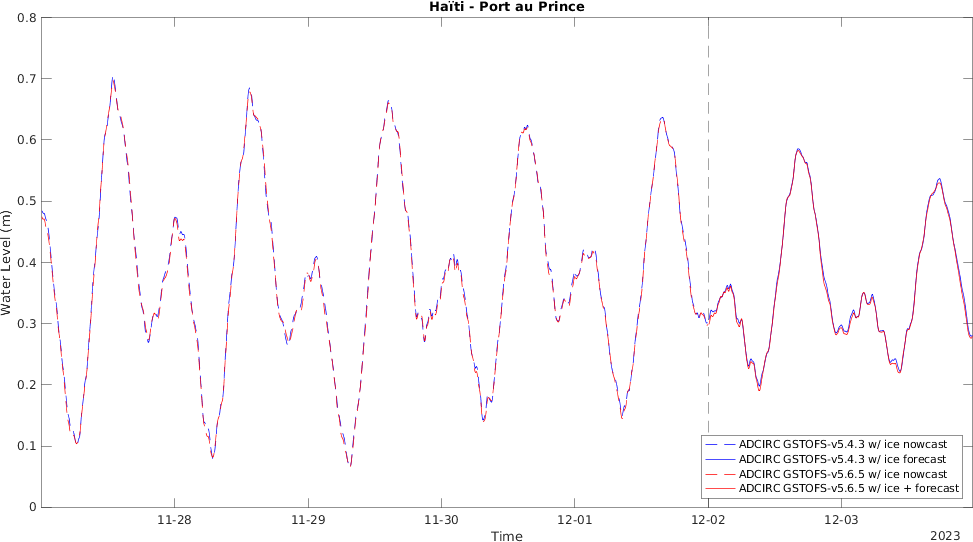 Haïti - Port au Prince
Water Level (m)
0.8
0.7
0.6
0.5
0.4
0.3
0.2
0.1
0
ADCIRC GSTOFS-v5.4.3 w/ ice nowcast
ADCIRC GSTOFS-v5.4.3 w/ ice forecast
ADCIRC GSTOFS-v5.6.5 w/ ice nowcast
ADCIRC GSTOFS-v5.6.5 w/ ice + forecast
11-28 11-29 11-30 12-01 12-02 12-03
Time
2023